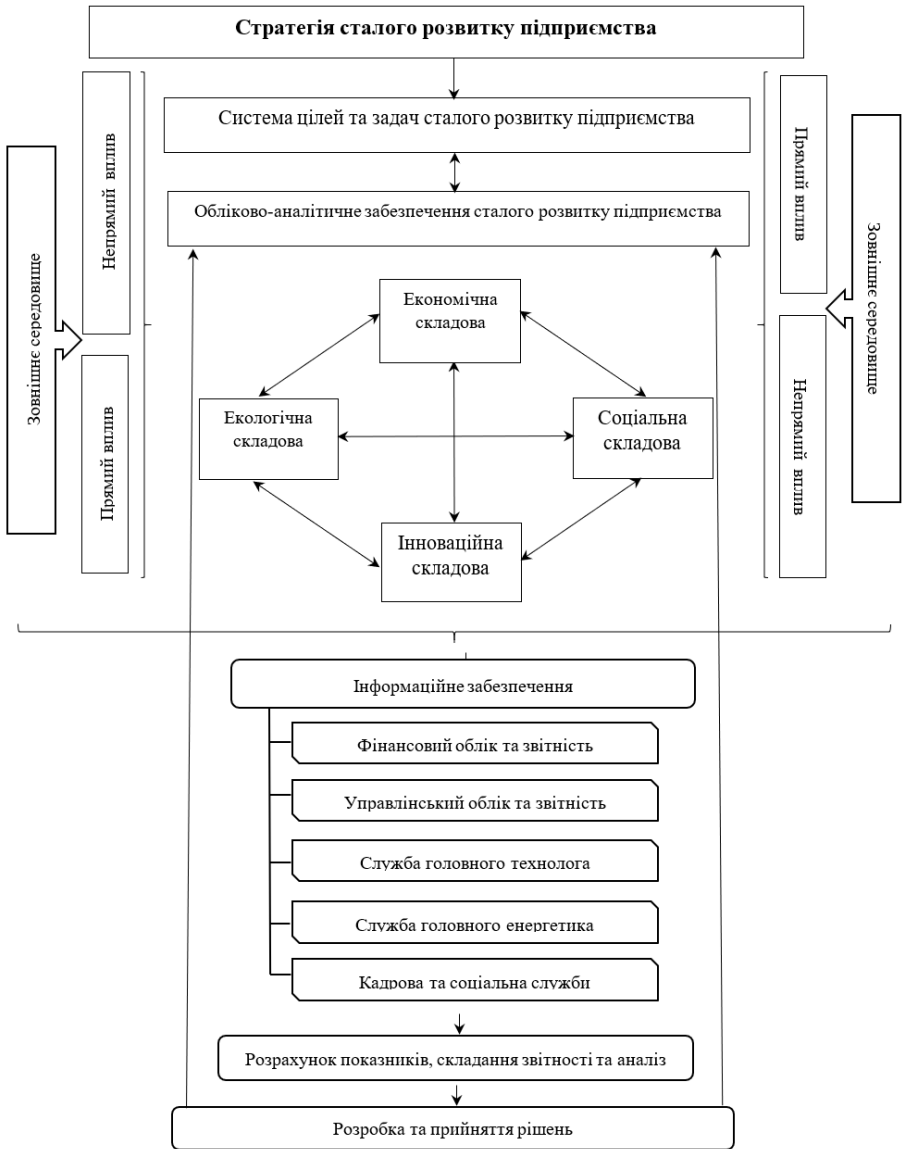 Стратегія сталого розвитку підприємства
Система цілей та задач сталого розвитку підприємства
Обліково-аналітичне забезпечення сталого розвитку підприємства
Зовнішнє середовище
Непрямий вплив
Прямий вплив
Економічна
складова
Екологічна
складова
Соціальна
складова
Інноваційна
складова
Прямий вплив
Непрямий вплив
Зовнішнє середовище
Інформаційне забезпечення
Фінансовий облік та звітність
Управлінський облік та звітність
Служба головного технолога
Служба головного енергетика
Кадрова та соціальна служби
Розрахунок показників, складання звітності та аналіз
Розробка та прийняття рішень